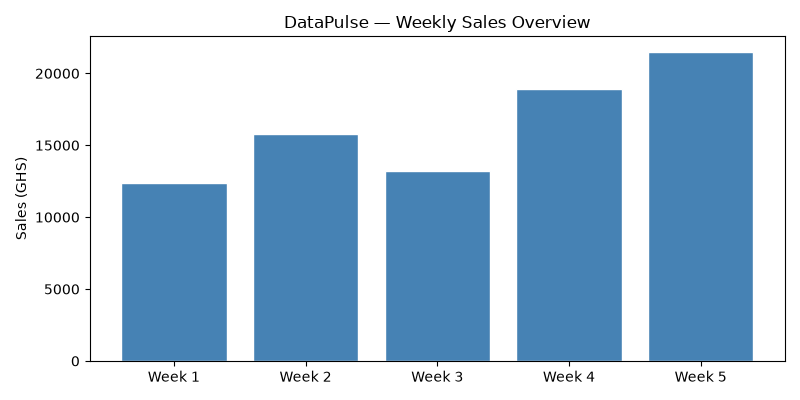 DataPulse — Weekly Sales Overview
Sales (GHS)
20000
15000
10000
5000
0
Week 1 Week 2 Week 3 Week 4 Week 5